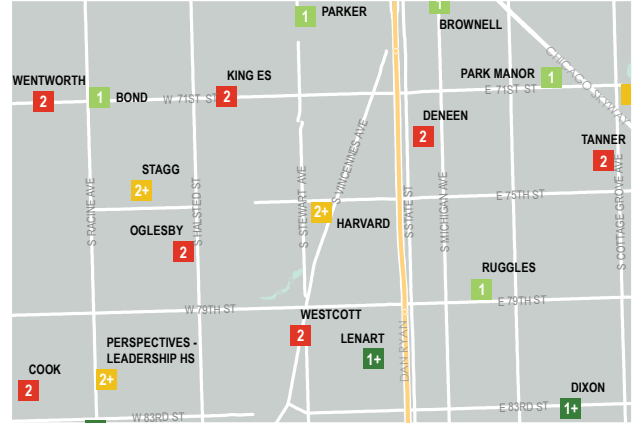 PARKER
1
1
BROWNELL
CHICAGO SKYWAY
WENTWORTH
2
1
BOND
W 71ST ST
KING ES
2
PARK MANOR
1
E 71ST ST
DENEEN
2
TANNER
2
S VINCENNES AVE
STAGG
2+
S RACINE AVE
S HALSTED ST
S STEWART AVE
2+
HARVARD
S STATE ST
S MICHIGAN AVE
E 75TH ST
S COTTAGE GROVE AVE
OGLESBY
2
RUGGLES
1
E 79TH ST
W 79TH ST
WESTCOTT
2
LENART
1+
DAN RYAN
PERSPECTIVES -
LEADERSHIP HS
2+
COOK
2
DIXON
1+
E 83RD ST
W 83RD ST